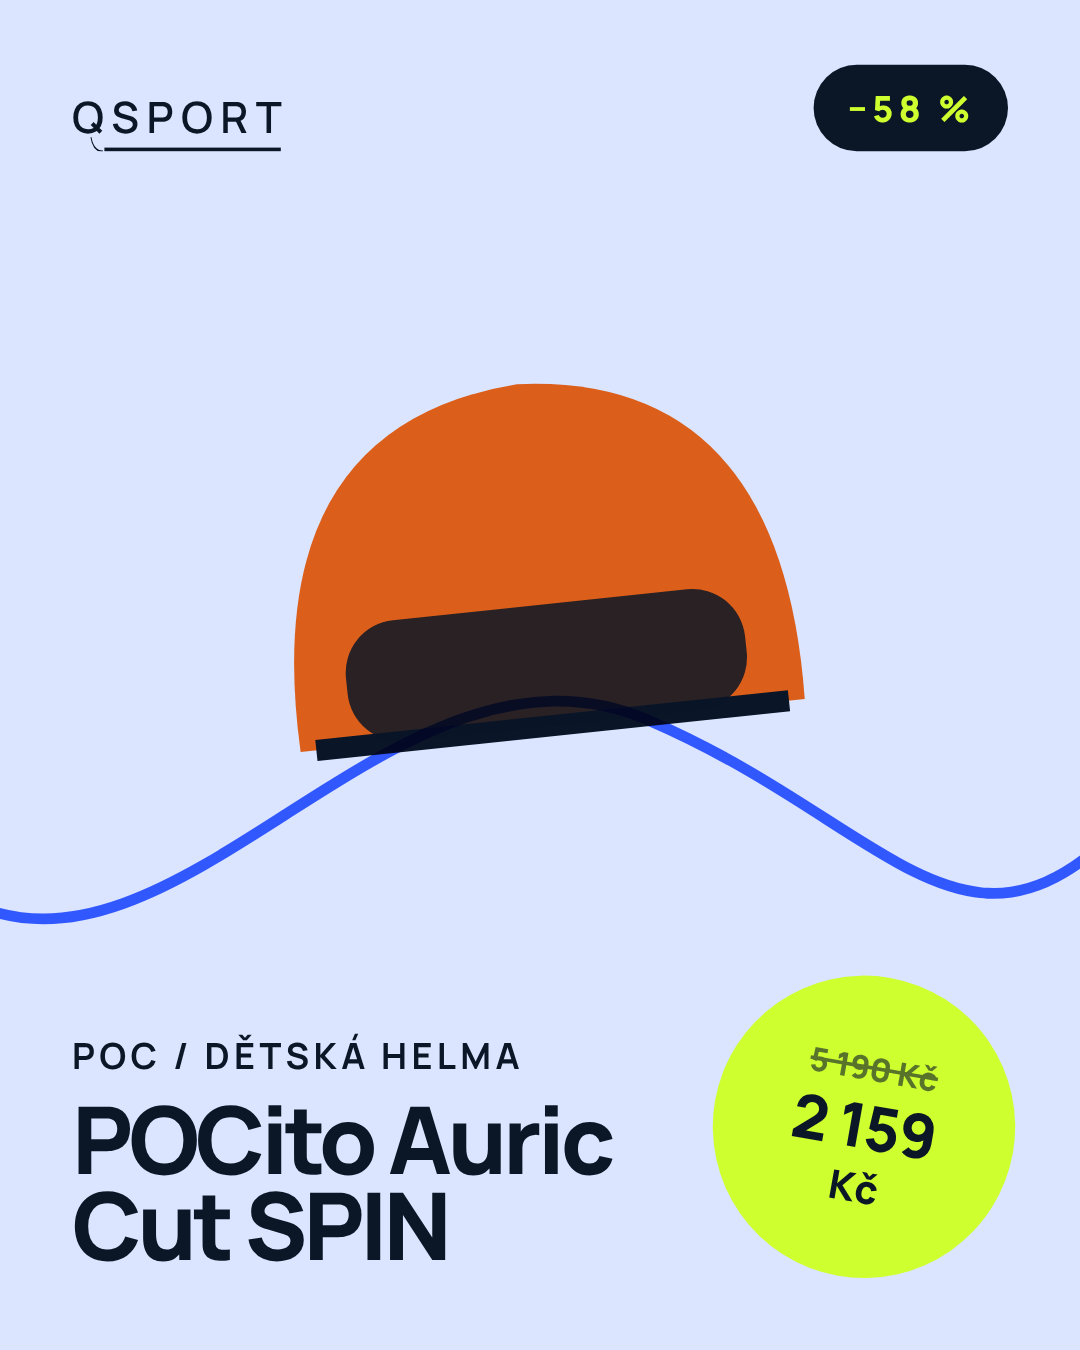 QSPORT
-58 %
POC / DĚTSKÁ HELMA
POCito Auric
Cut SPIN
5 190 Kč
2 159
Kč